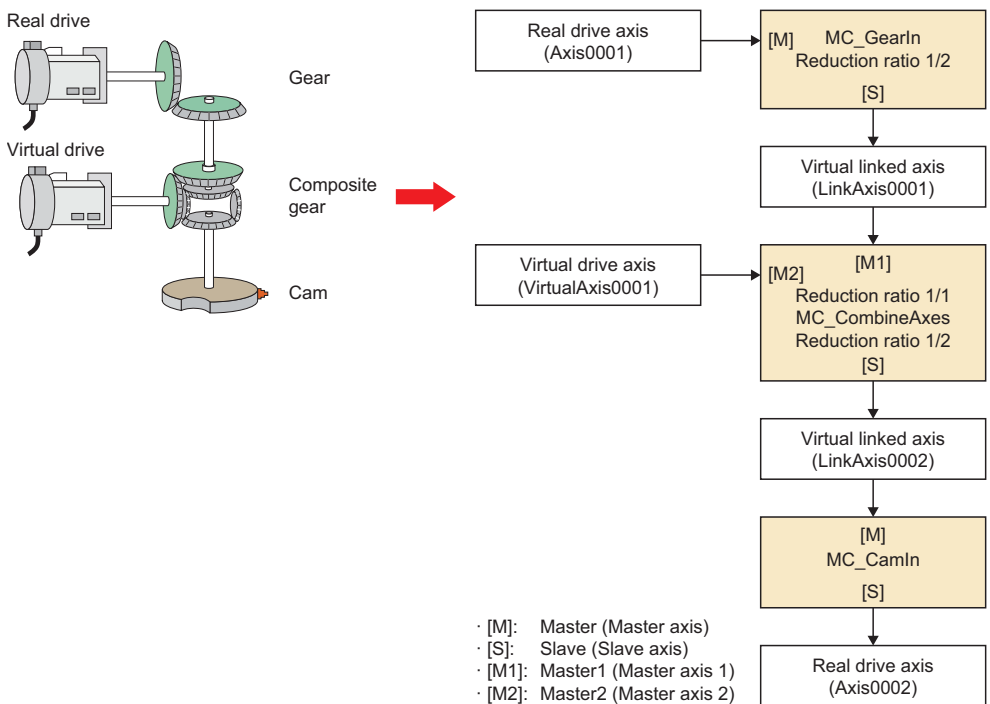 Real drive
Gear
Virtual drive
Composite
gear
Cam
Real drive axis
(Axis0001)
[M]
MC_GearIn
Reduction ratio 1/2
[S]
Virtual linked axis
(LinkAxis0001)
Virtual drive axis
(VirtualAxis0001)
[M1]
[M2]
Reduction ratio 1/1
MC_CombineAxes
Reduction ratio 1/2
[S]
Virtual linked axis
(LinkAxis0002)
[M]
MC_CamIn
[S]
Real drive axis
(Axis0002)
· [M]: Master (Master axis)
· [S]: Slave (Slave axis)
· [M1]: Master1 (Master axis 1)
· [M2]: Master2 (Master axis 2)